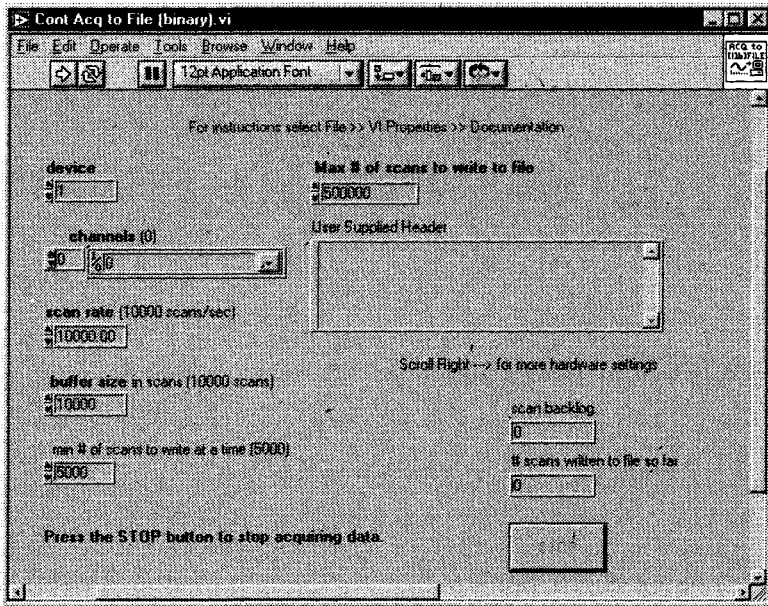 Cont Acq to File (binary).vi
File Edit Operate Tools Browse Window Help
12pt Application Font
ACQ to
FILE
For instructions select File >> VI Properties >> Documentation
device
1
Max # of scans to write to file
500000
channels (0)
0 0
User Supplied Header
scan rate (10000 scans/sec)
10000.00
Scroll Right --> for more hardware settings
buffer size in scans (10000 scans)
10000
scan backlog
0
min # of scans to write at a time (5000)
5000
# scans written to file so far
0
Press the STOP button to stop acquiring data.
STOP